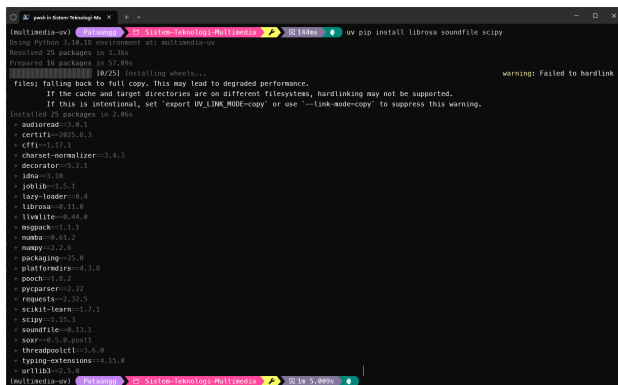 pwsh in Sistem-Teknologi-Mu
(multimedia-uv) Pataangg Sistem-Teknologi-Multimedia 144ms uv pip install librosa soundfile scipy
Using Python 3.10.18 environment at: multimedia-uv
Resolved 25 packages in 3.36s
Prepared 16 packages in 57.09s
[0/25] Installing wheels... warning: Failed to hardlink
files; falling back to full copy. This may lead to degraded performance.
If the cache and target directories are on different filesystems, hardlinking may not be supported.
If this is intentional, set `export UV_LINK_MODE=copy` or use `--link-mode=copy` to suppress this warning.
Installed 25 packages in 2.06s
+ audioread==3.0.1
+ certifi==2025.8.3
+ cffi==1.17.1
+ charset-normalizer==3.4.3
+ decorator==5.2.1
+ idna==3.10
+ joblib==1.5.1
+ lazy-loader==0.4
+ librosa==0.11.0
+ llvmlite==0.44.0
+ msgpack==1.1.1
+ numba==0.61.2
+ numpy==2.2.6
+ packaging==25.0
+ platformdirs==4.3.8
+ pooch==1.8.2
+ pycparser==2.22
+ requests==2.32.5
+ scikit-learn==1.7.1
+ scipy==1.15.3
+ soundfile==0.13.1
+ soxr==0.5.0.post1
+ threadpoolctl==3.6.0
+ typing-extensions==4.15.0
+ urllib3==2.5.0
(multimedia-uv) Pataangg Sistem-Teknologi-Multimedia 1m 5.009s